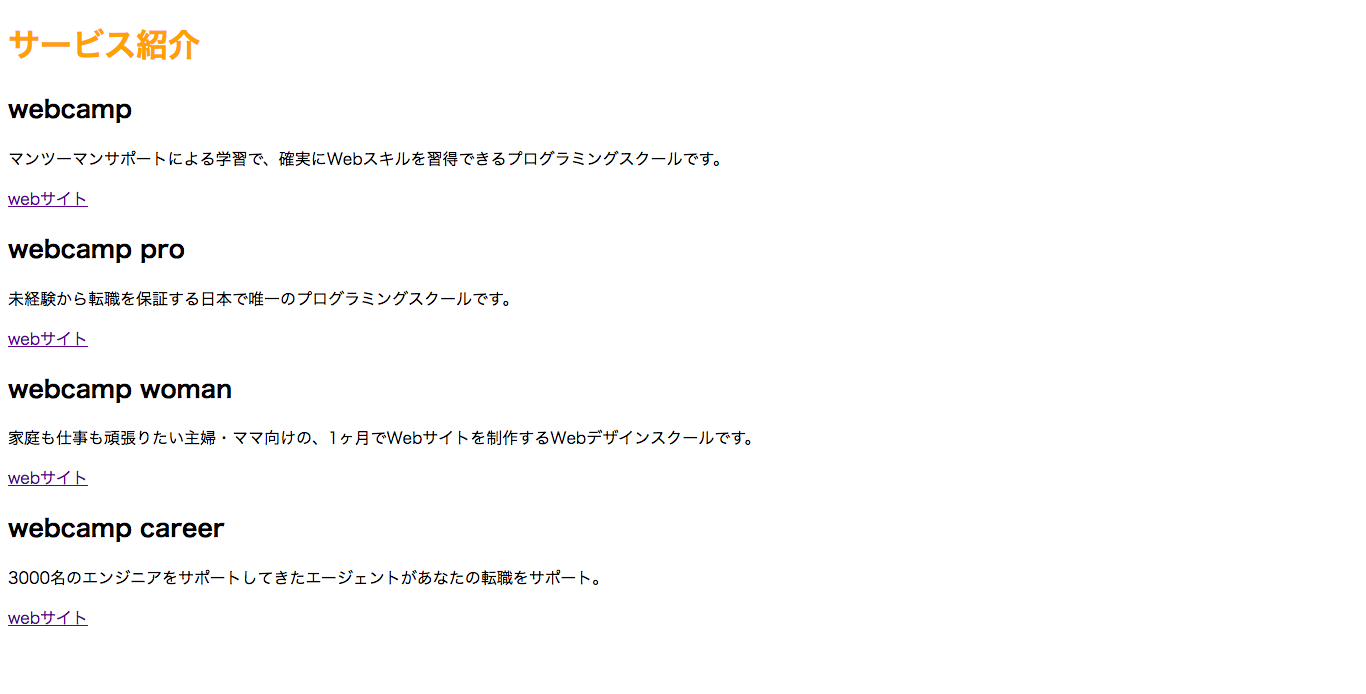 サービス紹介
webcamp
マンツーマンサポートによる学習で、確実にWebスキルを習得できるプログラミングスクールです。
webサイト
webcamp pro
未経験から転職を保証する日本で唯一のプログラミングスクールです。
webサイト
webcamp woman
家庭も仕事も頑張りたい主婦・ママ向けの、1ヶ月でWebサイトを制作するWebデザインスクールです。
webサイト
webcamp career
3000名のエンジニアをサポートしてきたエージェントがあなたの転職をサポート。
webサイト